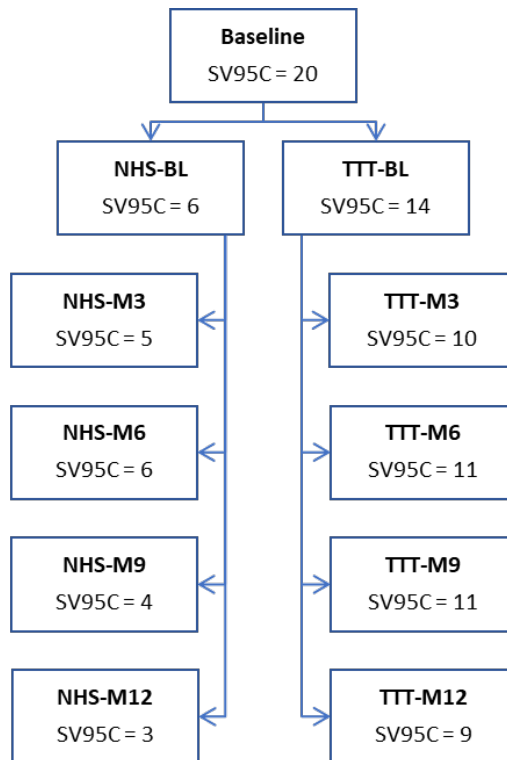 Baseline
SV95C = 20
NHS-BL
SV95C = 6
TTT-BL
SV95C = 14
NHS-M3
SV95C = 5
TTT-M3
SV95C = 10
NHS-M6
SV95C = 6
TTT-M6
SV95C = 11
NHS-M9
SV95C = 4
TTT-M9
SV95C = 11
NHS-M12
SV95C = 3
TTT-M12
SV95C = 9